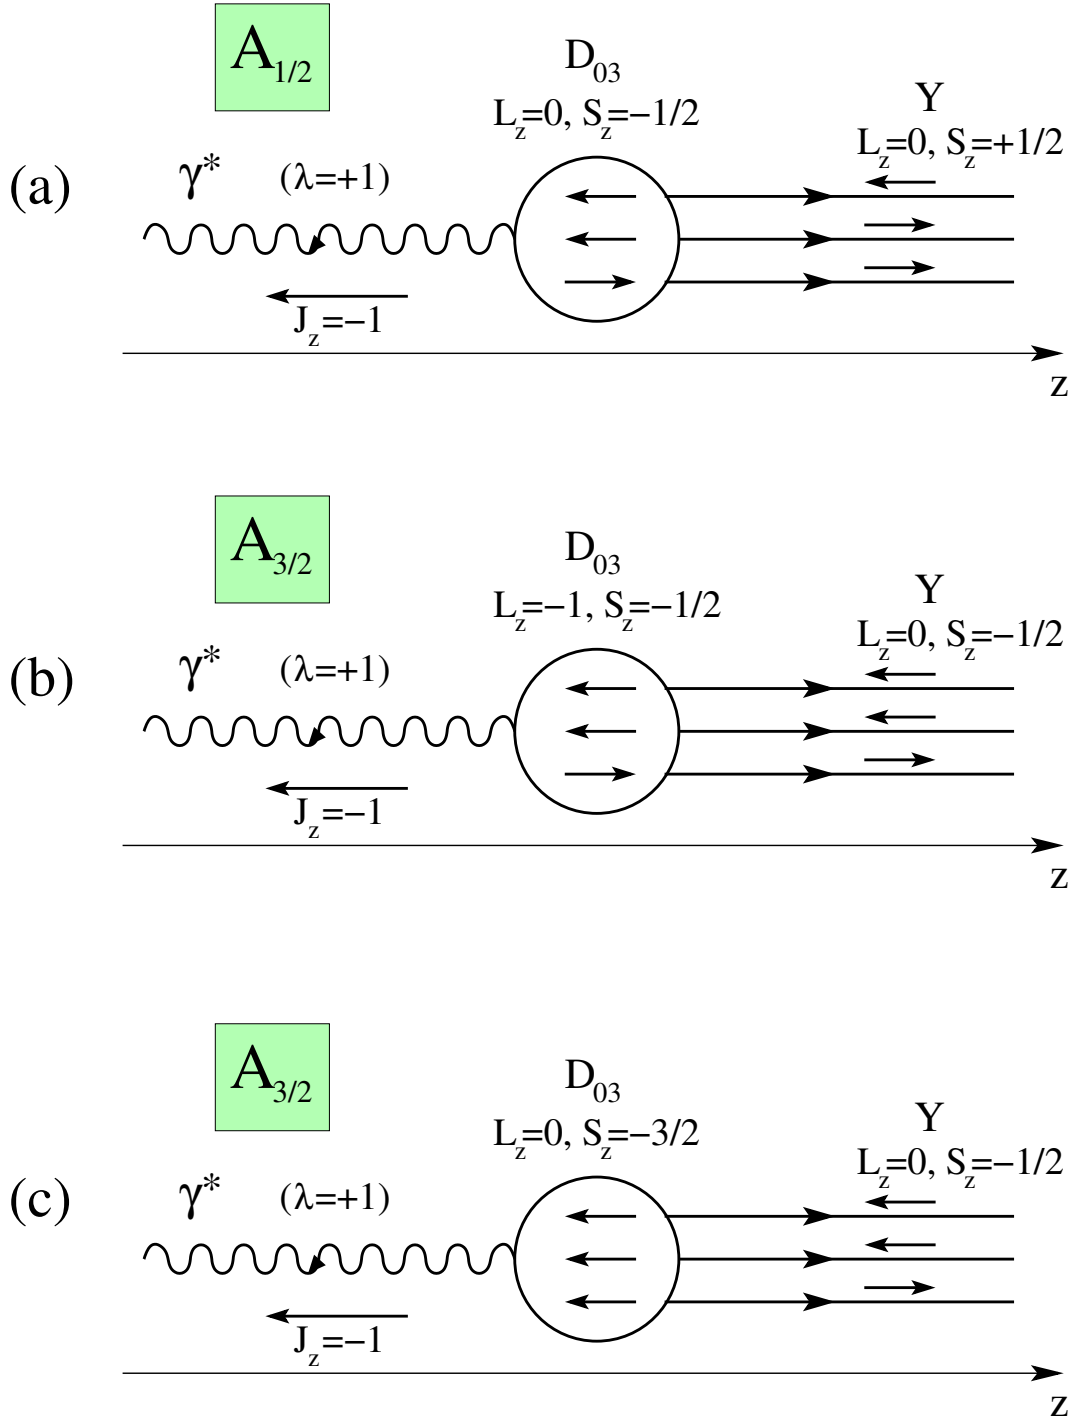 A1/2
D03
Lz=0, Sz=−1/2
Y
Lz=0, Sz=+1/2
(a)
γ* (λ=+1)
Jz=−1
z
A3/2
D03
Lz=−1, Sz=−1/2
Y
Lz=0, Sz=−1/2
(b)
γ* (λ=+1)
Jz=−1
z
A3/2
D03
Lz=0, Sz=−3/2
Y
Lz=0, Sz=−1/2
(c)
γ* (λ=+1)
Jz=−1
z